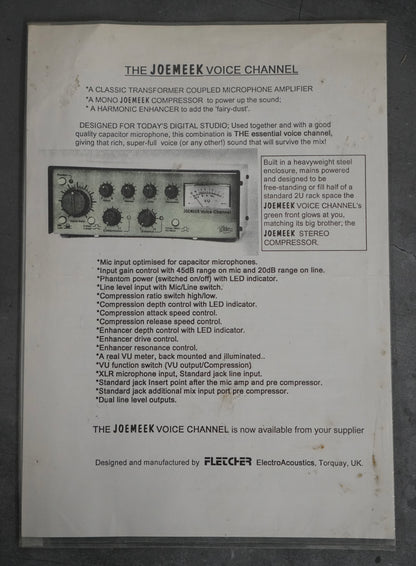 THE JOEMEEK VOICE CHANNEL
*A CLASSIC TRANSFORMER COUPLED MICROPHONE AMPLIFIER
*A MONO JOEMEEK COMPRESSOR to power up the sound;
* A HARMONIC ENHANCER to add the 'fairy-dust'.
DESIGNED FOR TODAY'S DIGITAL STUDIO; Used together and with a good
quality capacitor microphone, this combination is THE essential voice channel,
giving that rich, super-full voice (or any other!) sound that will survive the mix!
VU
JOEMEEK Voice Channel
Built in a heavyweight steel
enclosure, mains powered
and designed to be
free-standing or fill half of a
standard 2U rack space the
JOEMEEK VOICE CHANNEL's
green front glows at you,
matching its big brother; the
JOEMEEK STEREO
COMPRESSOR.
*Mic input optimised for capacitor microphones.
*Input gain control with 45dB range on mic and 20dB range on line.
*Phantom power (switched on/off) with LED indicator.
*Line level input with Mic/Line switch.
*Compression ratio switch high/low.
*Compression depth control with LED indicator.
*Compression attack speed control.
*Compression release speed control.
*Enhancer depth control with LED indicator.
*Enhancer drive control.
*Enhancer resonance control.
*A real VU meter, back mounted and jlluminated..
*VU function switch (VU output/Compression)
*XLR microphone input, Standard jack line input.
*Standard jack Insert point after the mic amp and pre compressor.
*Standard jack additional mix input port pre compressor.
*Dual line level outputs.
THE JOEMEEK VOICE CHANNEL is now available from your supplier
Designed and manufactured by FLETCHER ElectroAcoustics, Torquay, UK.